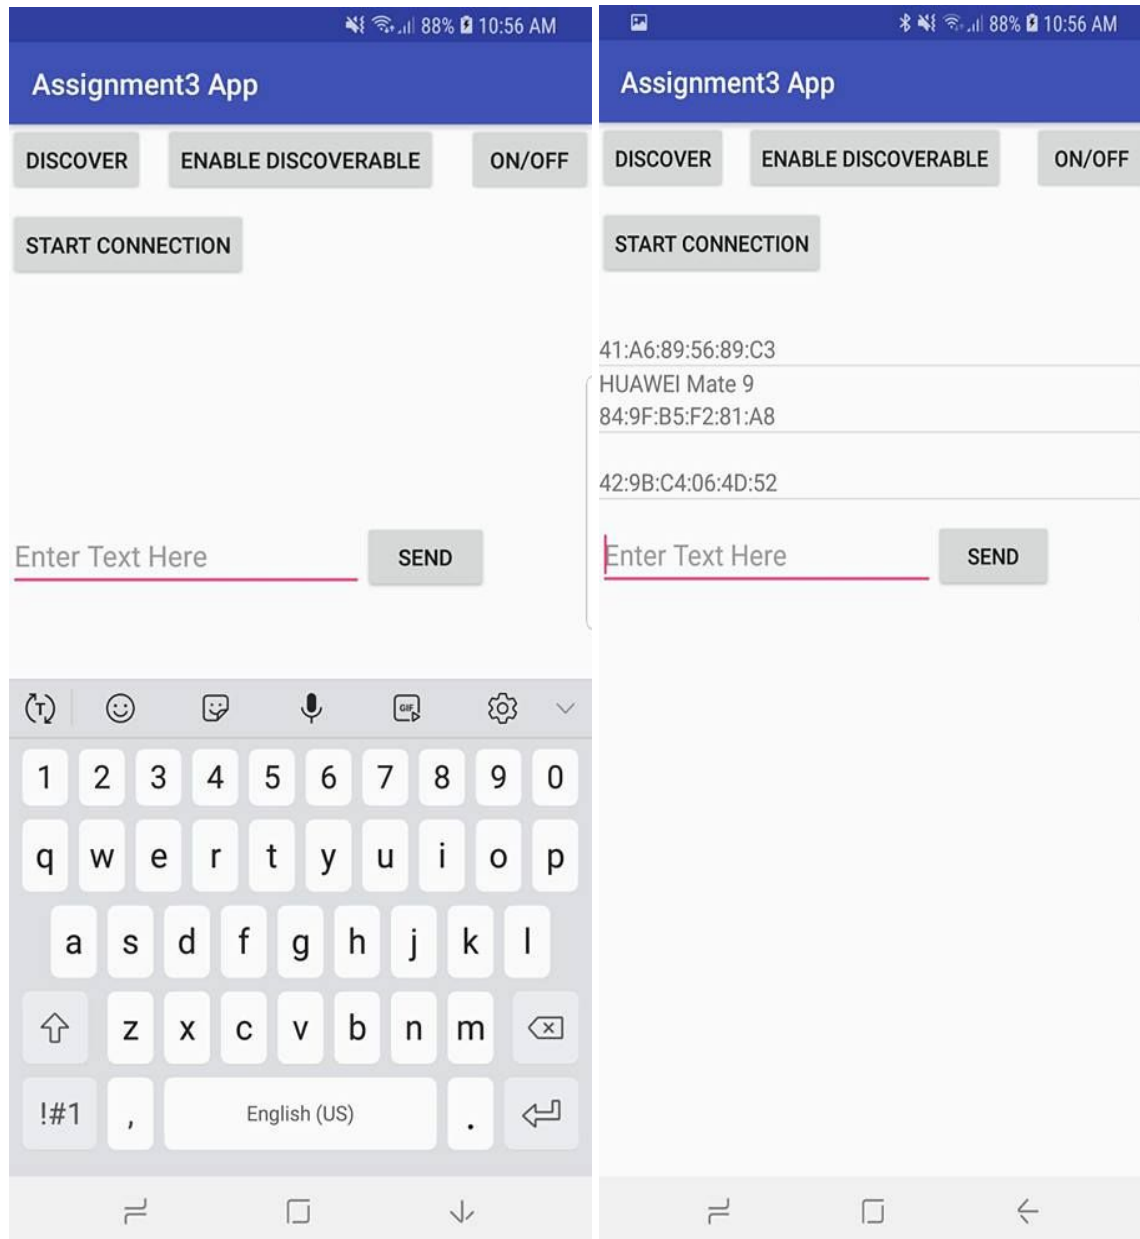 88% 10:56 AM
Assignment3 App
DISCOVER ENABLE DISCOVERABLE ON/OFF
START CONNECTION
Enter Text Here SEND
T GIF
1 2 3 4 5 6 7 8 9 0
q w e r t y u i o p
a s d f g h j k l
z x c v b n m
!#1 , English (US) .
88% 10:56 AM
Assignment3 App
DISCOVER ENABLE DISCOVERABLE ON/OFF
START CONNECTION
41:A6:89:56:89:C3
HUAWEI Mate 9
84:9F:B5:F2:81:A8
42:9B:C4:06:4D:52
Enter Text Here SEND